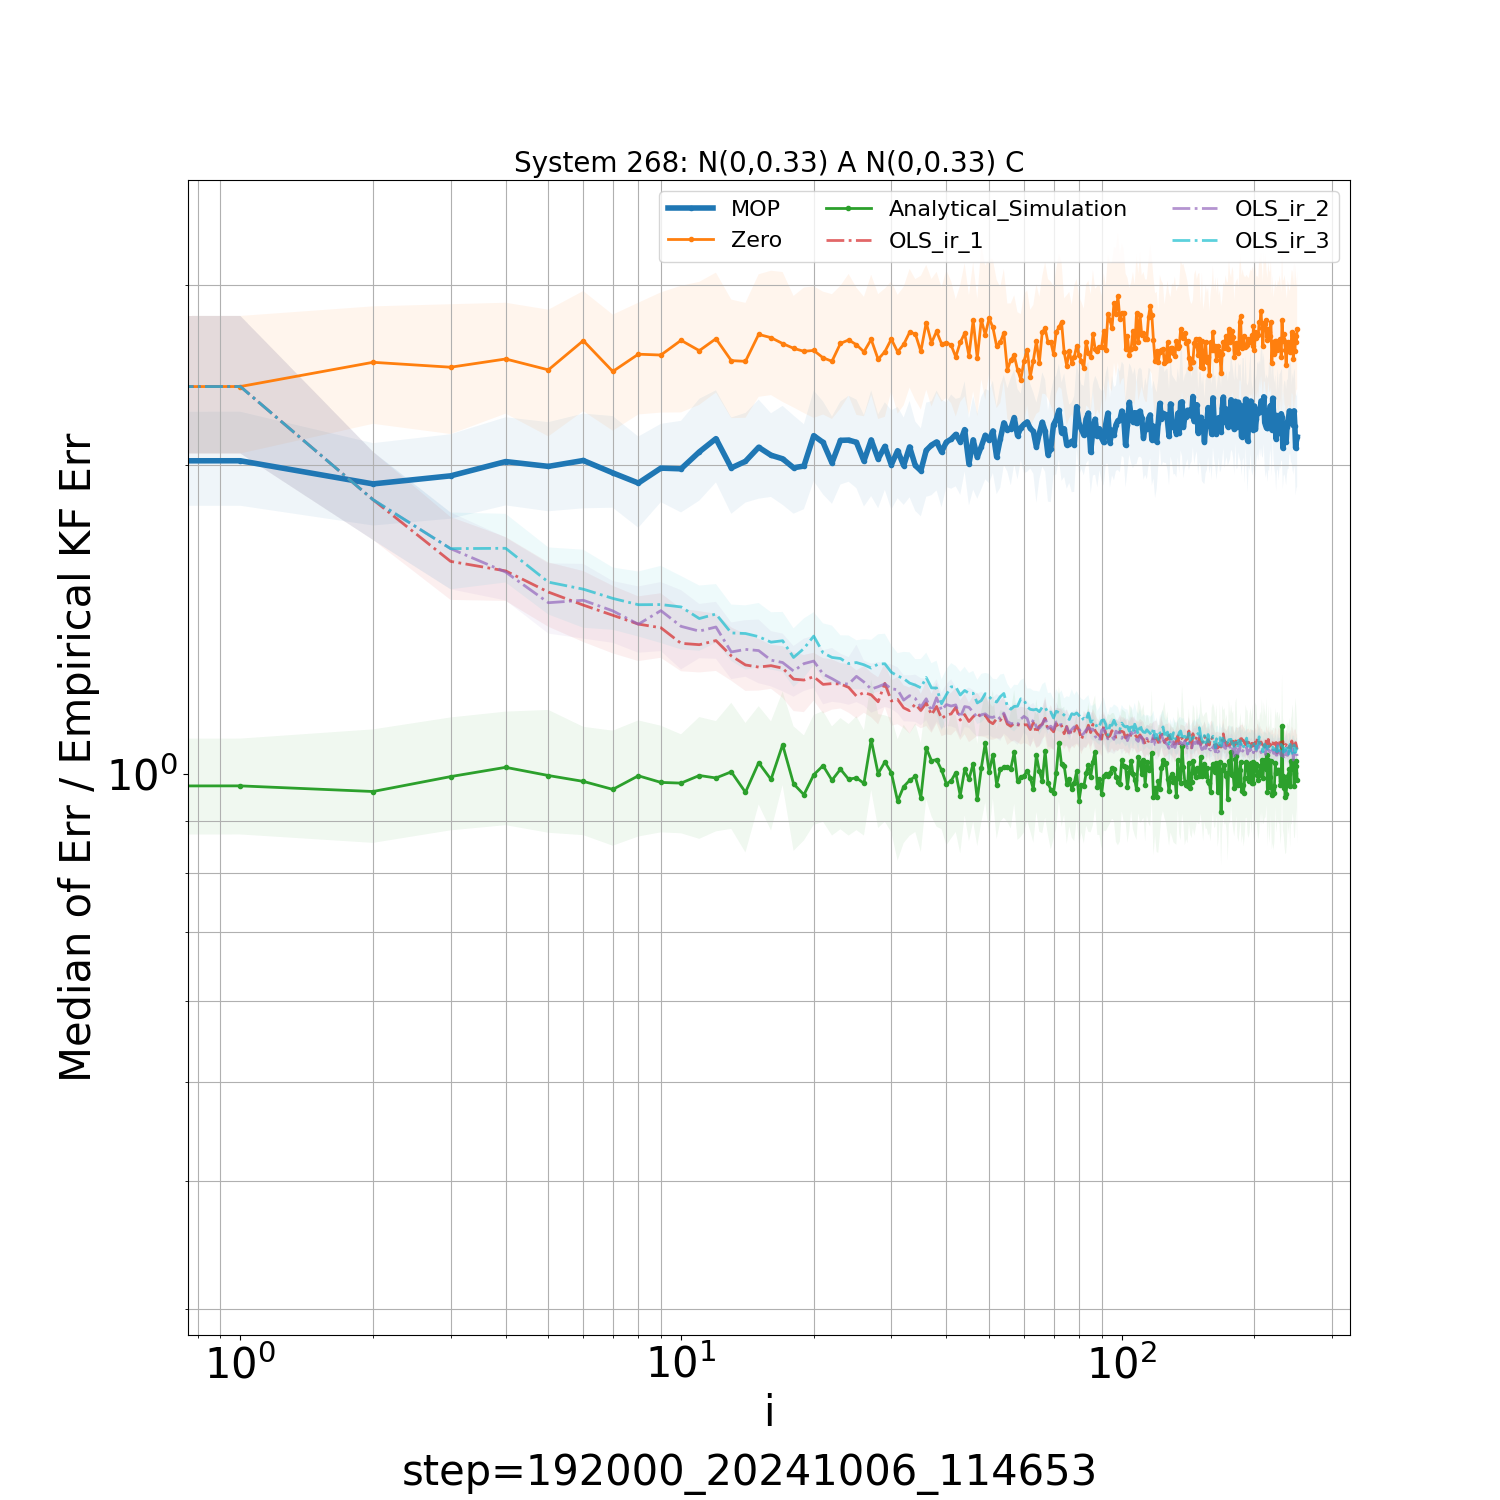 System 268: N(0,0.33) A N(0,0.33) C
MOP
Zero
Analytical_Simulation
OLS_ir_1
OLS_ir_2
OLS_ir_3
Median of Err / Empirical KF Err
10⁰
10⁰ 10¹ 10²
i
step=192000_20241006_114653